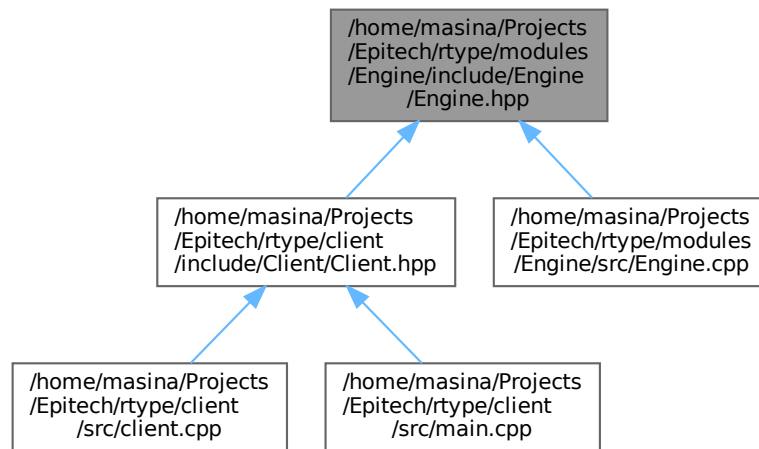 /home/masina/Projects
/Epitech/rtype/modules
/Engine/include/Engine
/Engine.hpp
/home/masina/Projects
/Epitech/rtype/client
/include/Client/Client.hpp
/home/masina/Projects
/Epitech/rtype/modules
/Engine/src/Engine.cpp
/home/masina/Projects
/Epitech/rtype/client
/src/client.cpp
/home/masina/Projects
/Epitech/rtype/client
/src/main.cpp